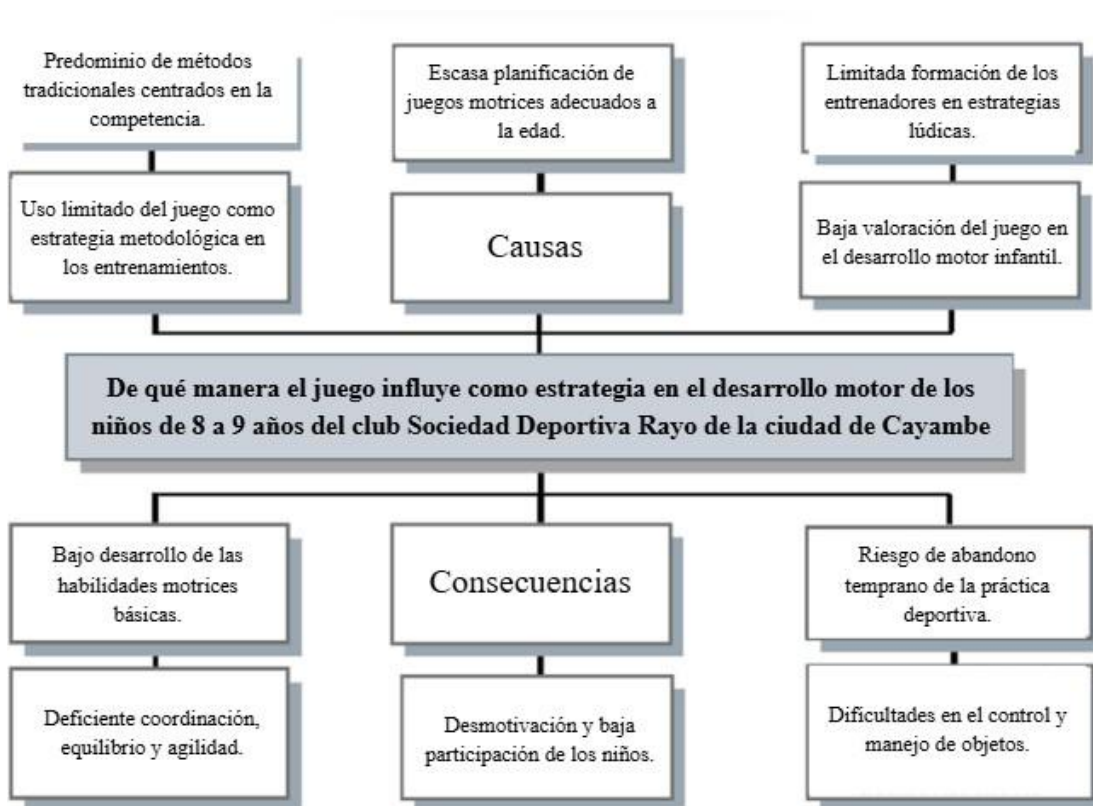 Predominio de métodos
tradicionales centrados en la
competencia.
Escasa planificación de
juegos motrices adecuados a
la edad.
Limitada formación de los
entrenadores en estrategias
lúdicas.
Uso limitado del juego como
estrategia metodológica en
los entrenamientos.
Causas
Baja valoración del juego en
el desarrollo motor infantil.
De qué manera el juego influye como estrategia en el desarrollo motor de los
niños de 8 a 9 años del club Sociedad Deportiva Rayo de la ciudad de Cayambe
Bajo desarrollo de las
habilidades motrices
básicas.
Consecuencias
Riesgo de abandono
temprano de la práctica
deportiva.
Deficiente coordinación,
equilibrio y agilidad.
Desmotivación y baja
participación de los niños.
Dificultades en el control y
manejo de objetos.